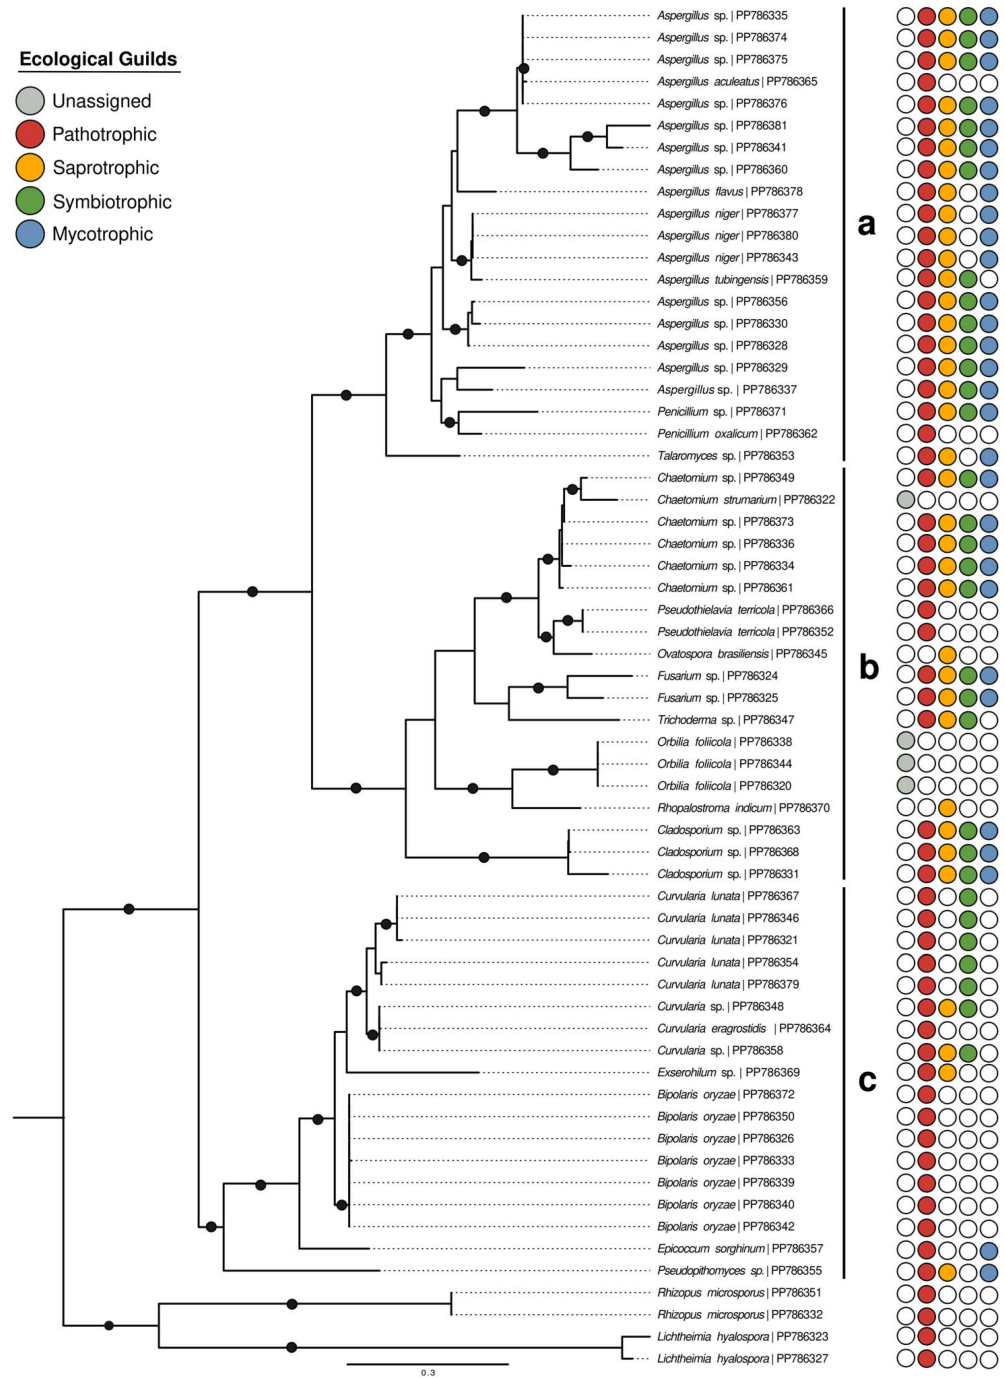 Ecological Guilds
Unassigned
Pathotrophic
Saprotrophic
Symbiotrophic
Mycotrophic
Aspergillus sp. | PP786335
Aspergillus sp. | PP786374
Aspergillus sp. | PP786375
Aspergillus aculeatus | PP786365
Aspergillus sp. | PP786376
Aspergillus sp. | PP786381
Aspergillus sp. | PP786341
Aspergillus sp. | PP786360
Aspergillus flavus | PP786378
Aspergillus niger | PP786377
Aspergillus niger | PP786380
Aspergillus niger | PP786343
Aspergillus tubingensis | PP786359
Aspergillus sp. | PP786356
Aspergillus sp. | PP786330
Aspergillus sp. | PP786328
Aspergillus sp. | PP786329
Aspergillus sp. | PP786337
Penicillium sp. | PP786371
Penicillium oxalicum | PP786362
Talaromyces sp. | PP786353
a
Chaetomium sp. | PP786349
Chaetomium strumarium | PP786322
Chaetomium sp. | PP786373
Chaetomium sp. | PP786336
Chaetomium sp. | PP786334
Chaetomium sp. | PP786361
Pseudothielavia terricola | PP786366
Pseudothielavia terricola | PP786352
Ovatospora brasiliensis | PP786345
Fusarium sp. | PP786324
Fusarium sp. | PP786325
Trichoderma sp. | PP786347
Orbilia foliicola | PP786338
Orbilia foliicola | PP786344
Orbilia foliicola | PP786320
Rhopalostroma indicum | PP786370
Cladosporium sp. | PP786363
Cladosporium sp. | PP786368
Cladosporium sp. | PP786331
b
Curvularia lunata | PP786367
Curvularia lunata | PP786346
Curvularia lunata | PP786321
Curvularia lunata | PP786354
Curvularia lunata | PP786379
Curvularia sp. | PP786348
Curvularia eragrostidis | PP786364
Curvularia sp. | PP786358
Exserohilum sp. | PP786369
Bipolaris oryzae | PP786372
Bipolaris oryzae | PP786350
Bipolaris oryzae | PP786326
Bipolaris oryzae | PP786333
Bipolaris oryzae | PP786339
Bipolaris oryzae | PP786340
Bipolaris oryzae | PP786342
Epicoccum sorghinum | PP786357
Pseudopithomyces sp. | PP786355
c
Rhizopus microsporus | PP786351
Rhizopus microsporus | PP786332
Lichtheimia hyalospora | PP786323
Lichtheimia hyalospora | PP786327
0.3